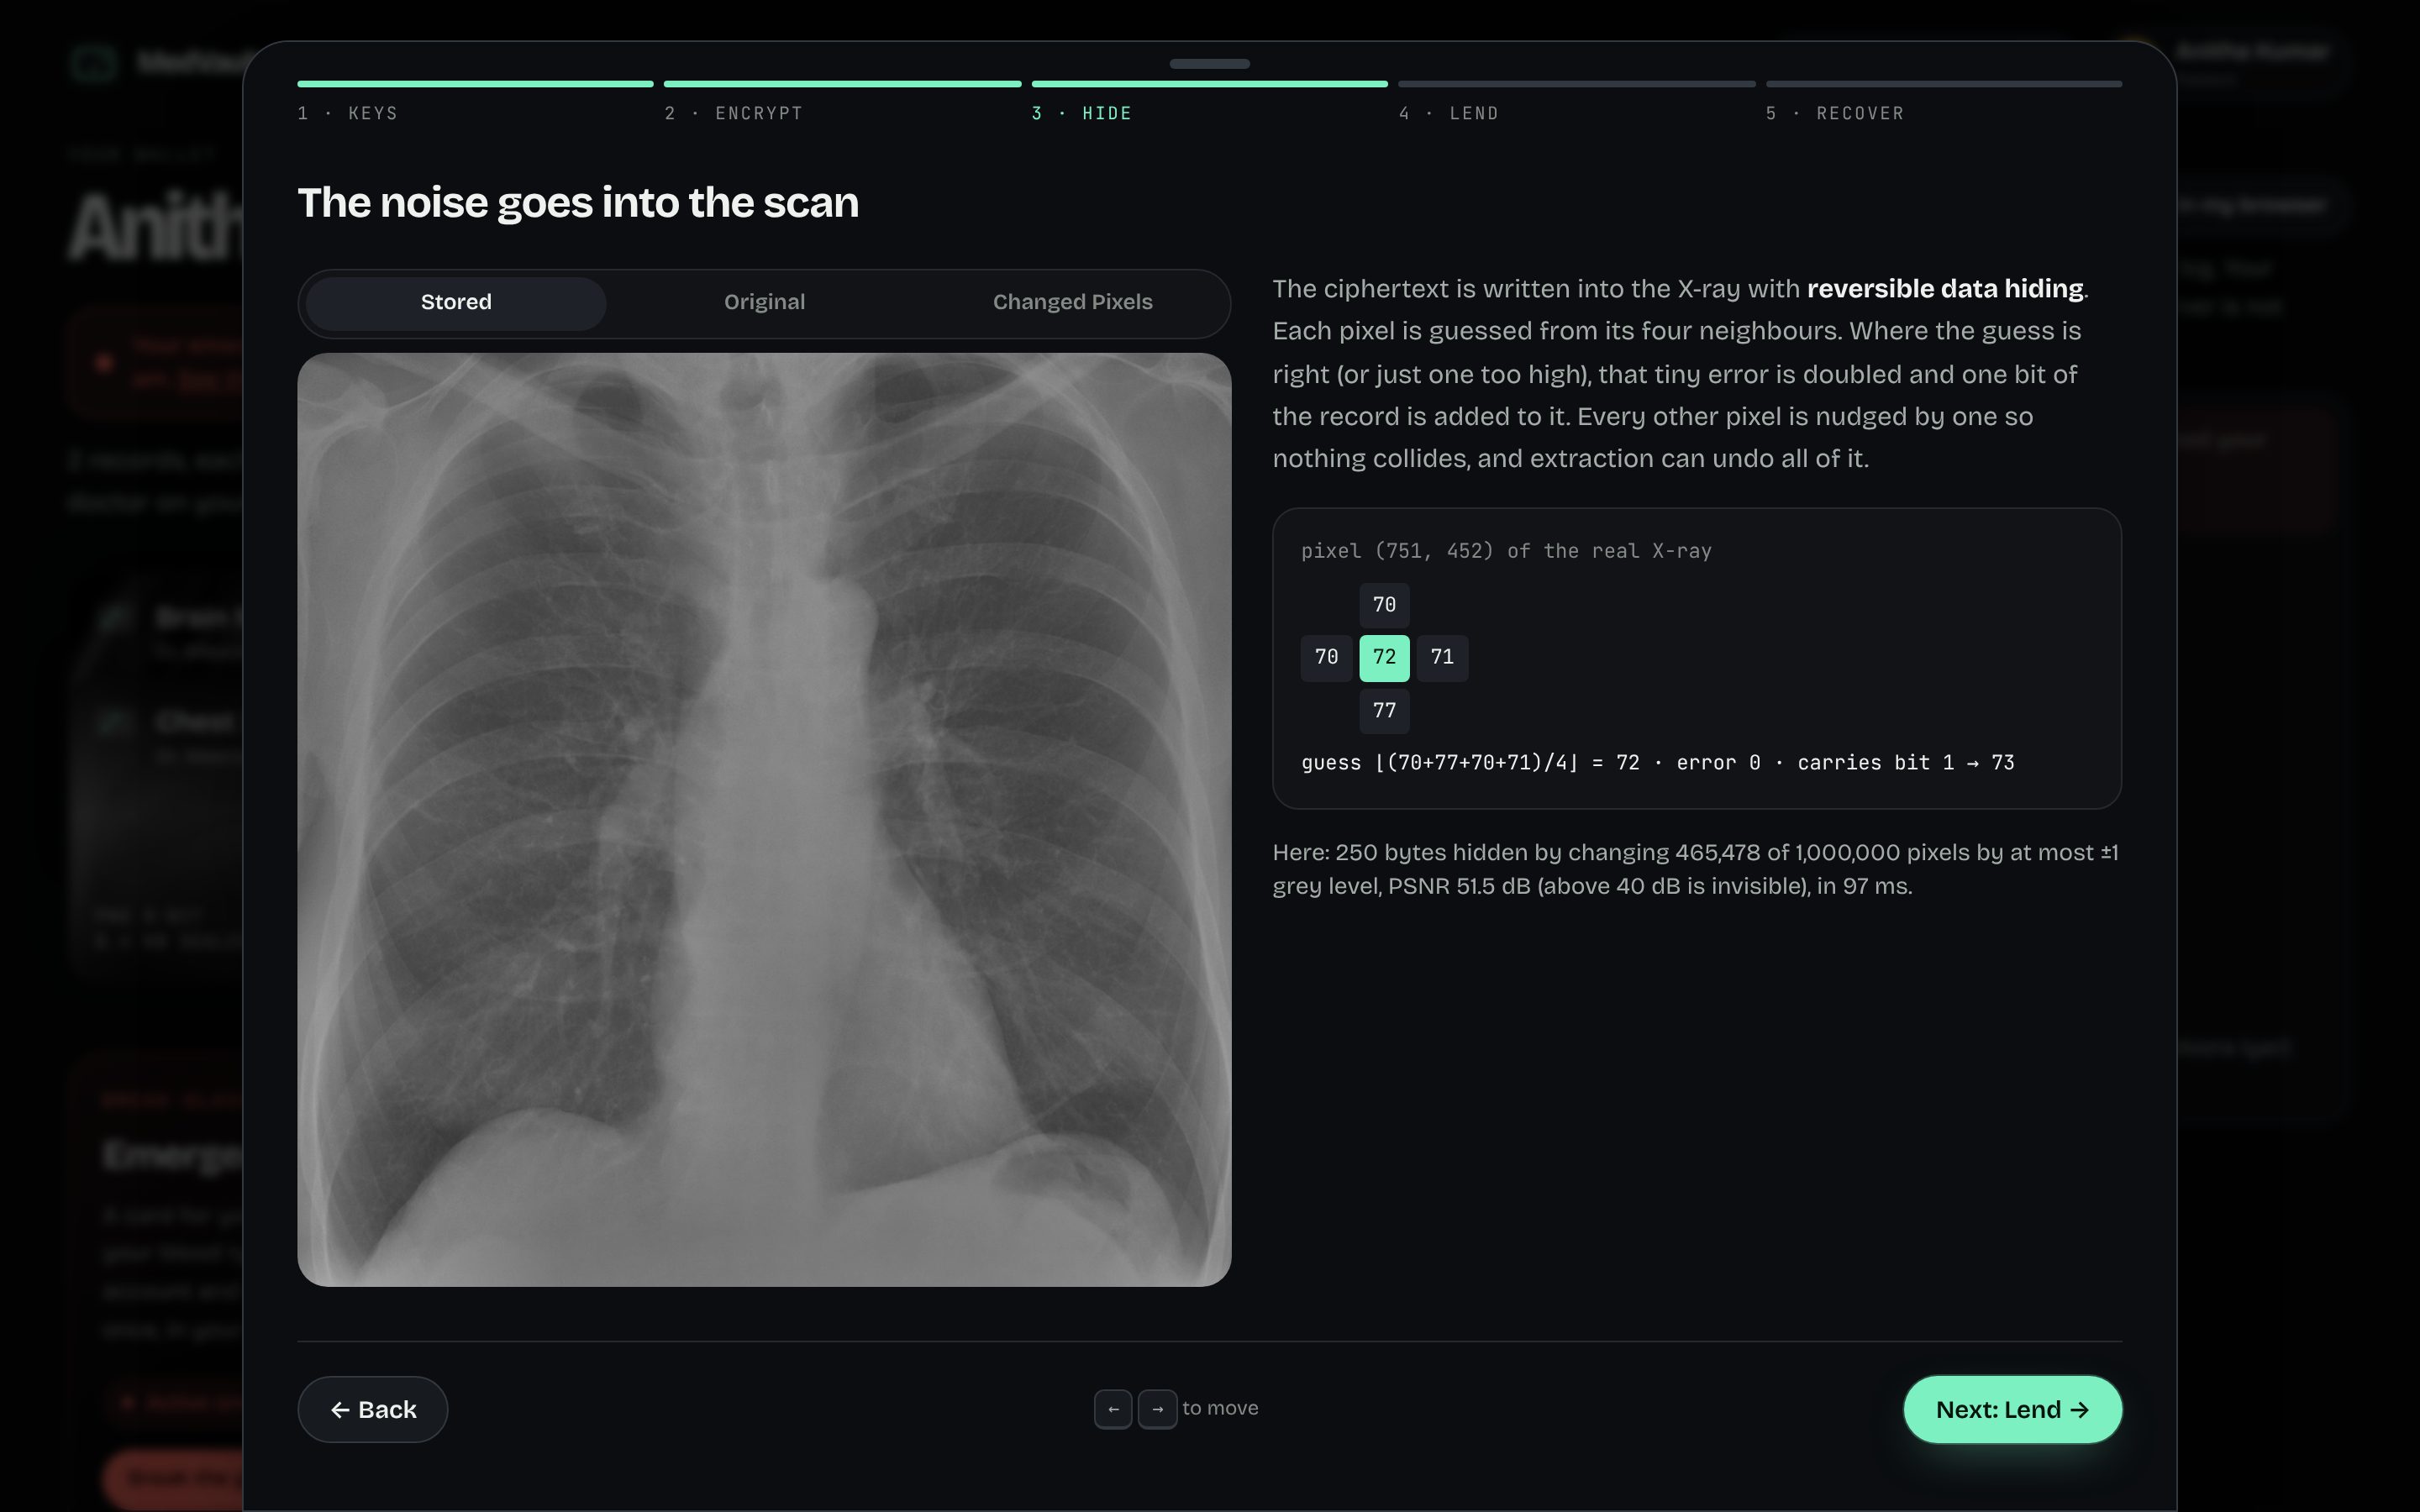 1 · KEYS
2 · ENCRYPT
3 · HIDE
4 · LEND
5 · RECOVER
The noise goes into the scan
Stored
Original
Changed Pixels
The ciphertext is written into the X-ray with reversible data hiding.
Each pixel is guessed from its four neighbours. Where the guess is
right (or just one too high), that tiny error is doubled and one bit of
the record is added to it. Every other pixel is nudged by one so
nothing collides, and extraction can undo all of it.
pixel (751, 452) of the real X-ray
70
70 72 71
77
guess ⌊(70+77+70+71)/4⌋ = 72 · error 0 · carries bit 1 → 73
Here: 250 bytes hidden by changing 465,478 of 1,000,000 pixels by at most ±1
grey level, PSNR 51.5 dB (above 40 dB is invisible), in 97 ms.
← Back
← → to move
Next: Lend →
Anitha Kumar